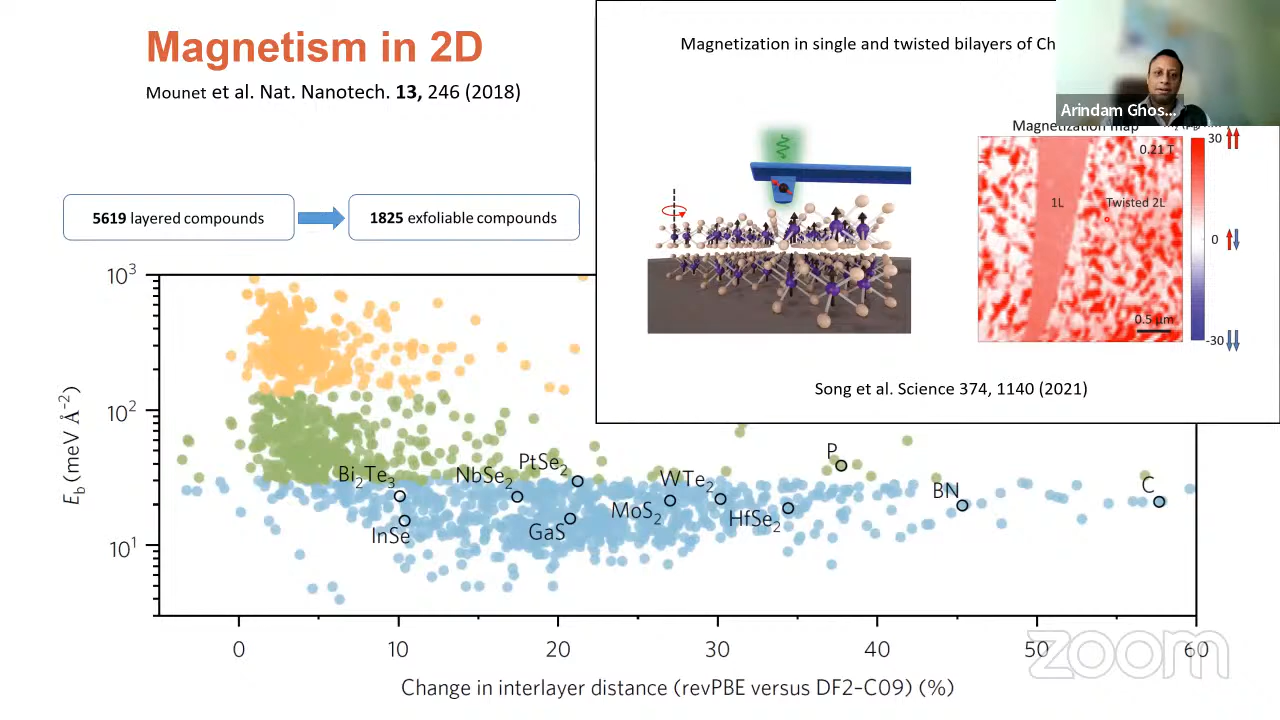 Magnetism in 2D
Mounet et al. Nat. Nanotech. 13, 246 (2018)
5619 layered compounds
1825 exfoliable compounds
Magnetization in single and twisted bilayers of
Arindam Ghos...
Magnetization map
0.21 T
1L
Twisted 2L
0.5 µm
30
0
-30
Song et al. Science 374, 1140 (2021)
10³
10²
10¹
E_b (meV Å⁻²)
Bi₂Te₃
NbSe₂
PtSe₂
WTe₂
P
BN
C
InSe
GaS
MoS₂
HfSe₂
0 10 20 30 40 50 60
Change in interlayer distance (revPBE versus DF2–C09) (%)
zoom